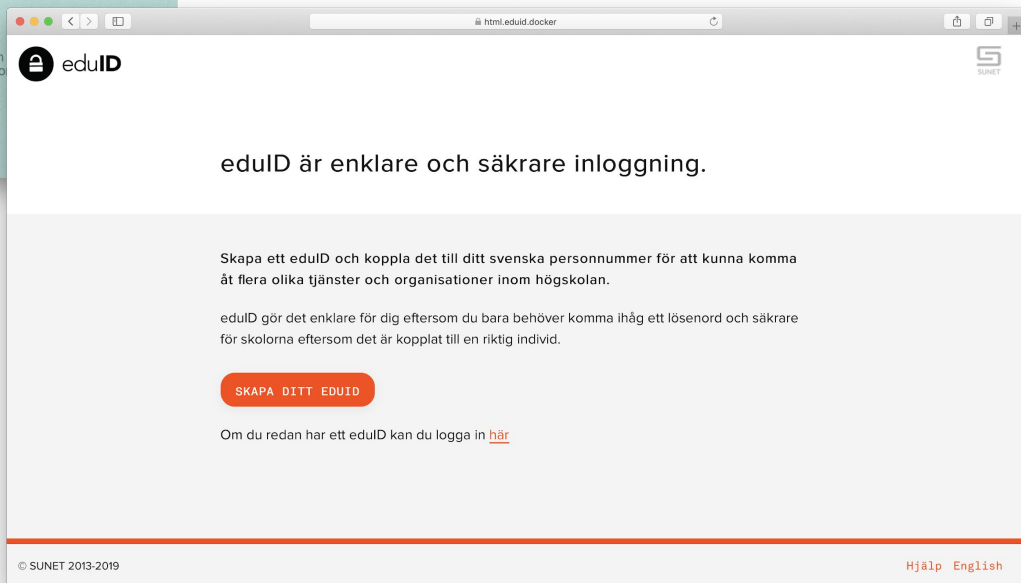 html.eduid.docker
eduID
SUNET
eduID är enklare och säkrare inloggning.
Skapa ett eduID och koppla det till ditt svenska personnummer för att kunna komma
åt flera olika tjänster och organisationer inom högskolan.
eduID gör det enklare för dig eftersom du bara behöver komma ihåg ett lösenord och säkrare
för skolorna eftersom det är kopplat till en riktig individ.
SKAPA DITT EDUID
Om du redan har ett eduID kan du logga in här
© SUNET 2013-2019
Hjälp English